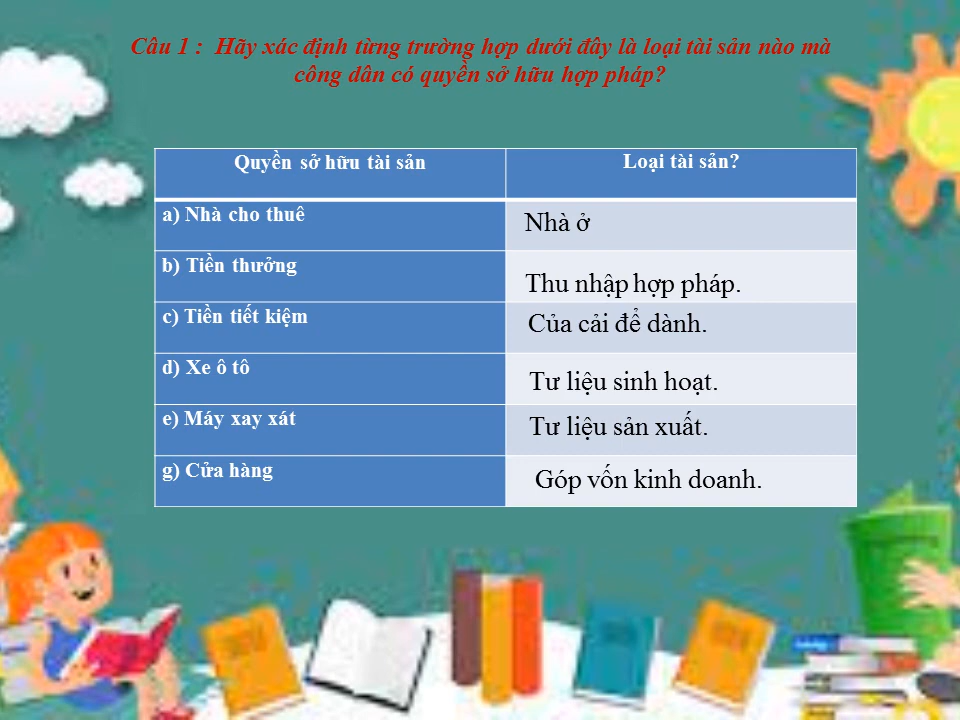 Câu 1 : Hãy xác định từng trường hợp dưới đây là loại tài sản nào mà
công dân có quyền sở hữu hợp pháp?
Quyền sở hữu tài sản
Loại tài sản?
a) Nhà cho thuê
Nhà ở
b) Tiền thưởng
Thu nhập hợp pháp.
c) Tiền tiết kiệm
Của cải để dành.
d) Xe ô tô
Tư liệu sinh hoạt.
e) Máy xay xát
Tư liệu sản xuất.
g) Cửa hàng
Góp vốn kinh doanh.